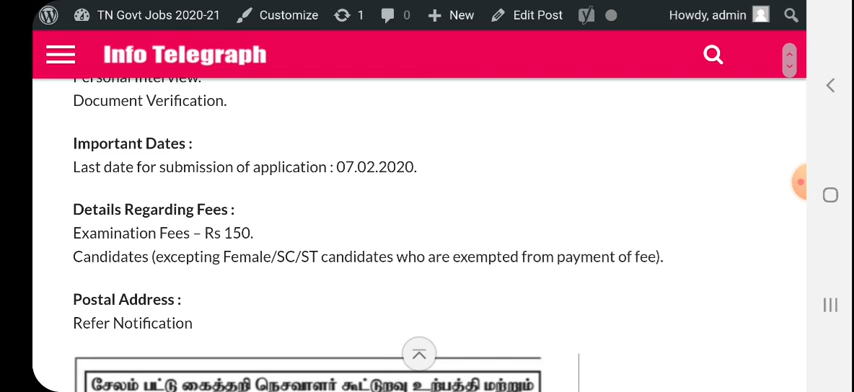 TN Govt Jobs 2020-21 Customize 1 0 New Edit Post Howdy, admin
Info Telegraph
Personal Interview.
Document Verification.
Important Dates :
Last date for submission of application : 07.02.2020.
Details Regarding Fees :
Examination Fees – Rs 150.
Candidates (excepting Female/SC/ST candidates who are exempted from payment of fee).
Postal Address :
Refer Notification
சேலம் பட்டு கைத்தறி நெசவாளர் கூட்டுறவு உற்பத்தி மற்றும்